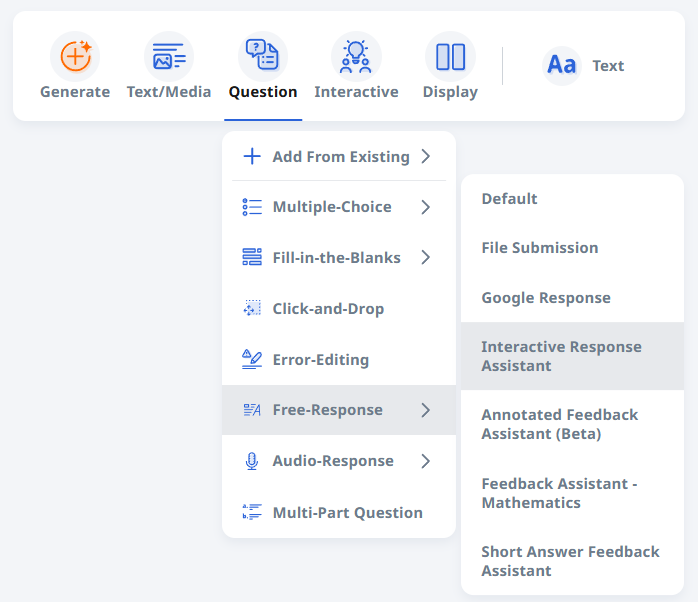 Generate
Text/Media
Question
Interactive
Display
Aa Text
Add From Existing
Multiple-Choice
Fill-in-the-Blanks
Click-and-Drop
Error-Editing
Free-Response
Audio-Response
Multi-Part Question
Default
File Submission
Google Response
Interactive Response
Assistant
Annotated Feedback
Assistant (Beta)
Feedback Assistant -
Mathematics
Short Answer Feedback
Assistant